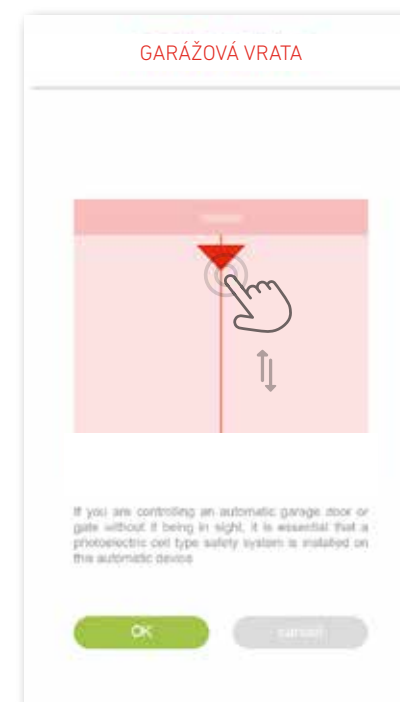 GARÁŽOVÁ VRATA
If you are controlling an automatic garage door or
gate without it being in sight, it is essential that a
photoelectric cell type safety system is installed on
this automatic device
OK
cancel